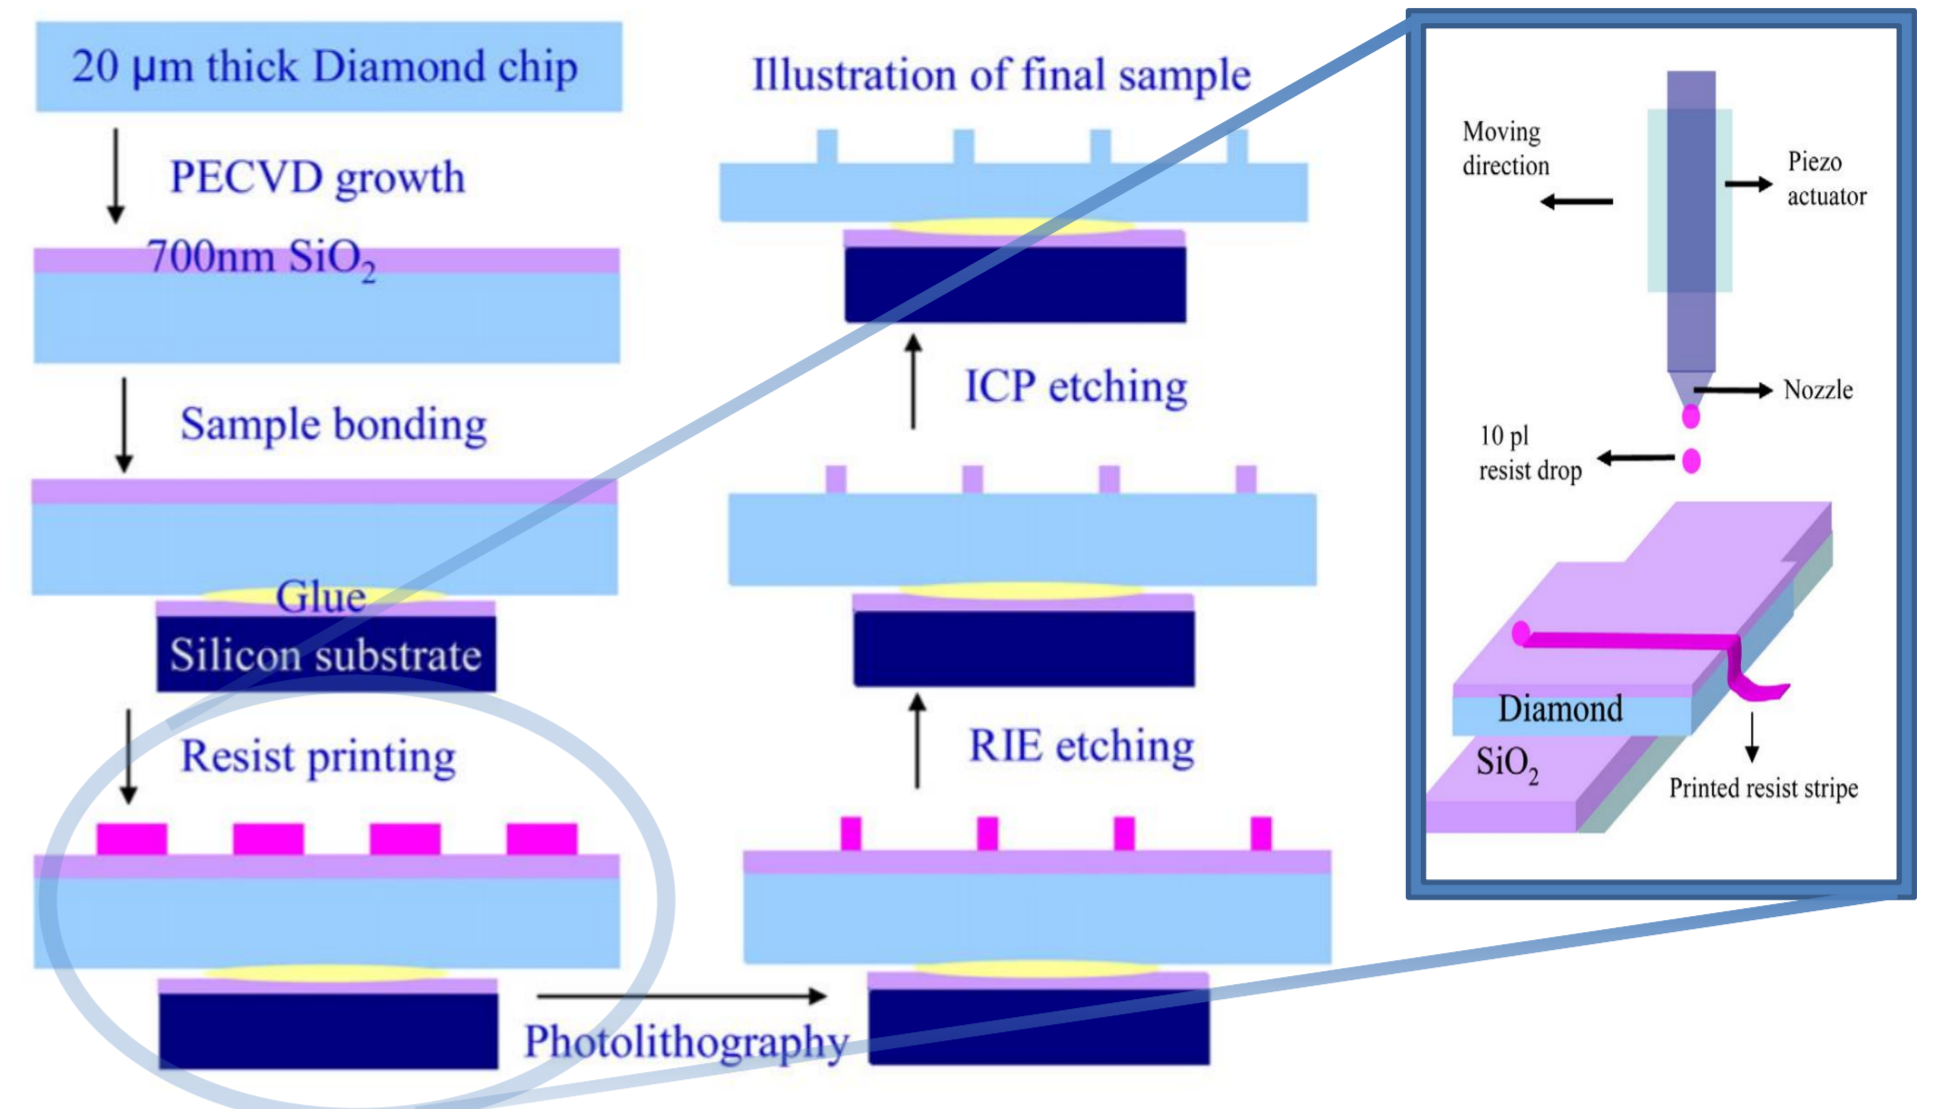 20 μm thick Diamond chip
PECVD growth
700nm SiO₂
Sample bonding
Glue
Silicon substrate
Resist printing
Photolithography
RIE etching
ICP etching
Illustration of final sample
Moving
direction
Piezo
actuator
Nozzle
10 pl
resist drop
Diamond
SiO₂
Printed resist stripe